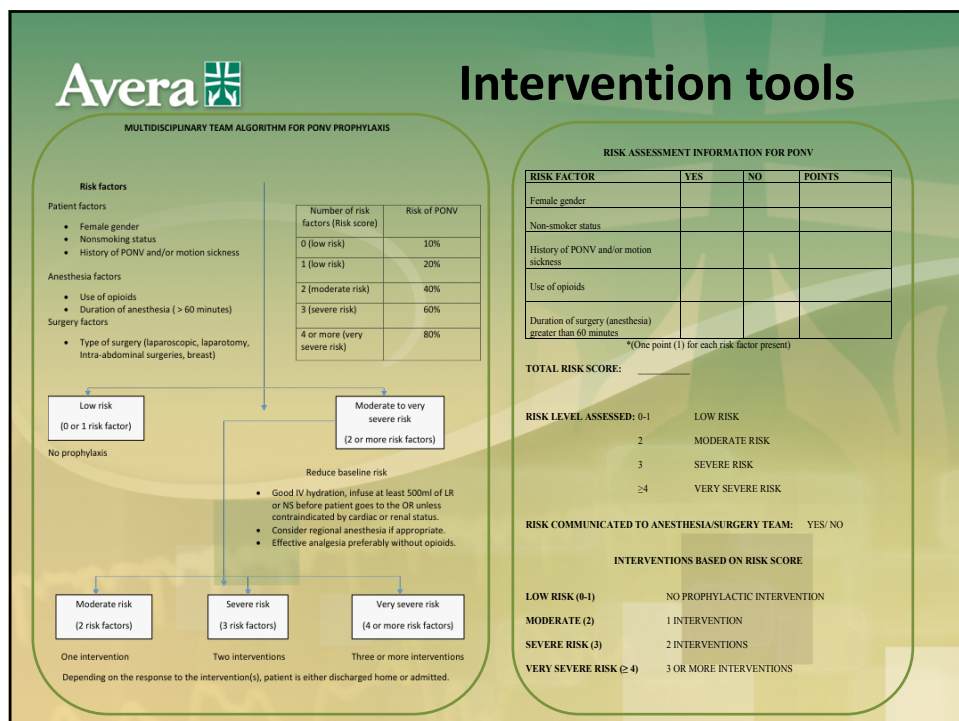 Avera
Intervention tools
MULTIDISCIPLINARY TEAM ALGORITHM FOR PONV PROPHYLAXIS
Risk factors
Patient factors
• Female gender
• Nonsmoking status
• History of PONV and/or motion sickness
Anesthesia factors
• Use of opioids
• Duration of anesthesia ( > 60 minutes)
Surgery factors
• Type of surgery (laparoscopic, laparotomy,
Intra-abdominal surgeries, breast)
Number of risk factors (Risk score) Risk of PONV
0 (low risk) 10%
1 (low risk) 20%
2 (moderate risk) 40%
3 (severe risk) 60%
4 or more (very severe risk) 80%
Low risk
(0 or 1 risk factor)
No prophylaxis
Moderate to very
severe risk
(2 or more risk factors)
Reduce baseline risk
• Good IV hydration, infuse at least 500ml of LR
or NS before patient goes to the OR unless
contraindicated by cardiac or renal status.
• Consider regional anesthesia if appropriate.
• Effective analgesia preferably without opioids.
Moderate risk
(2 risk factors)
Severe risk
(3 risk factors)
Very severe risk
(4 or more risk factors)
One intervention
Two interventions
Three or more interventions
Depending on the response to the intervention(s), patient is either discharged home or admitted.
RISK ASSESSMENT INFORMATION FOR PONV
RISK FACTOR YES NO POINTS
Female gender
Non-smoker status
History of PONV and/or motion
sickness
Use of opioids
Duration of surgery (anesthesia)
greater than 60 minutes
*(One point (1) for each risk factor present)
TOTAL RISK SCORE: __________
RISK LEVEL ASSESSED: 0-1 LOW RISK
2 MODERATE RISK
3 SEVERE RISK
≥4 VERY SEVERE RISK
RISK COMMUNICATED TO ANESTHESIA/SURGERY TEAM: YES/ NO
INTERVENTIONS BASED ON RISK SCORE
LOW RISK (0-1) NO PROPHYLACTIC INTERVENTION
MODERATE (2) 1 INTERVENTION
SEVERE RISK (3) 2 INTERVENTIONS
VERY SEVERE RISK (≥ 4) 3 OR MORE INTERVENTIONS